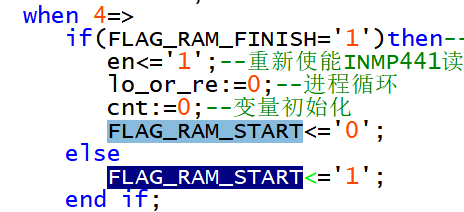 when 4=>
if(FLAG_RAM_FINISH='1')then--
en<='1';--重新使能INMP441读
lo_or_re:=0;--进程循环
cnt:=0;--变量初始化
FLAG_RAM_START<='0';
else
FLAG_RAM_START<='1';
end if;